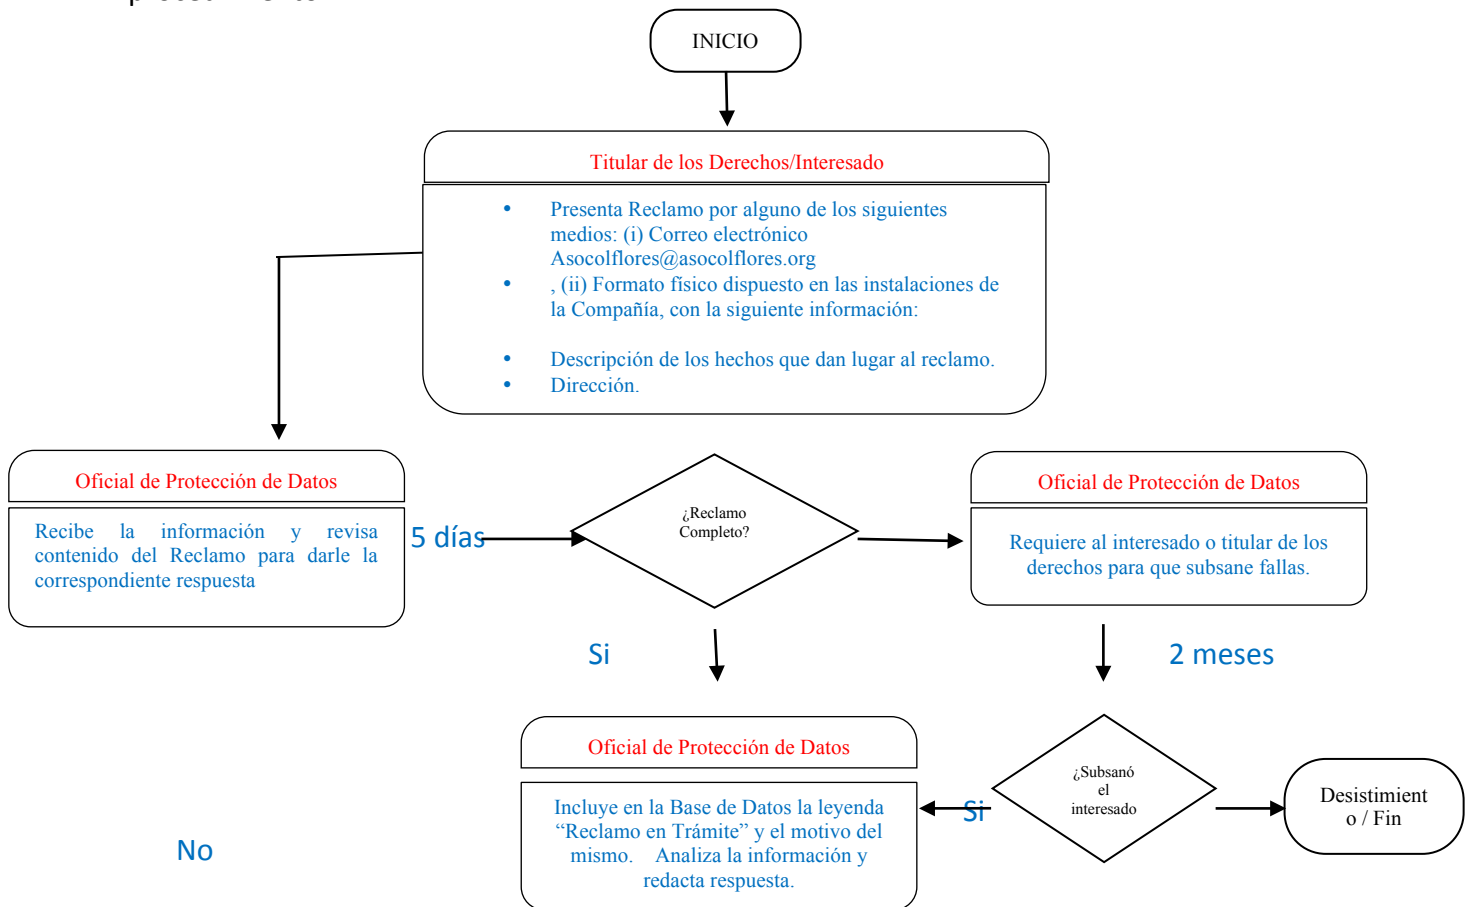 INICIO
Titular de los Derechos/Interesado
• Presenta Reclamo por alguno de los siguientes
medios: (i) Correo electrónico
Asocolflores@asocolflores.org
• , (ii) Formato físico dispuesto en las instalaciones de
la Compañía, con la siguiente información:
• Descripción de los hechos que dan lugar al reclamo.
• Dirección.
Oficial de Protección de Datos
Recibe la información y revisa
contenido del Reclamo para darle la
correspondiente respuesta
5 días
¿Reclamo
Completo?
Oficial de Protección de Datos
Requiere al interesado o titular de los
derechos para que subsane fallas.
Si
2 meses
Oficial de Protección de Datos
Incluye en la Base de Datos la leyenda
“Reclamo en Trámite” y el motivo del
mismo. Analiza la información y
redacta respuesta.
Si
¿Subsanó
el
interesado
Desistimient
o / Fin
No